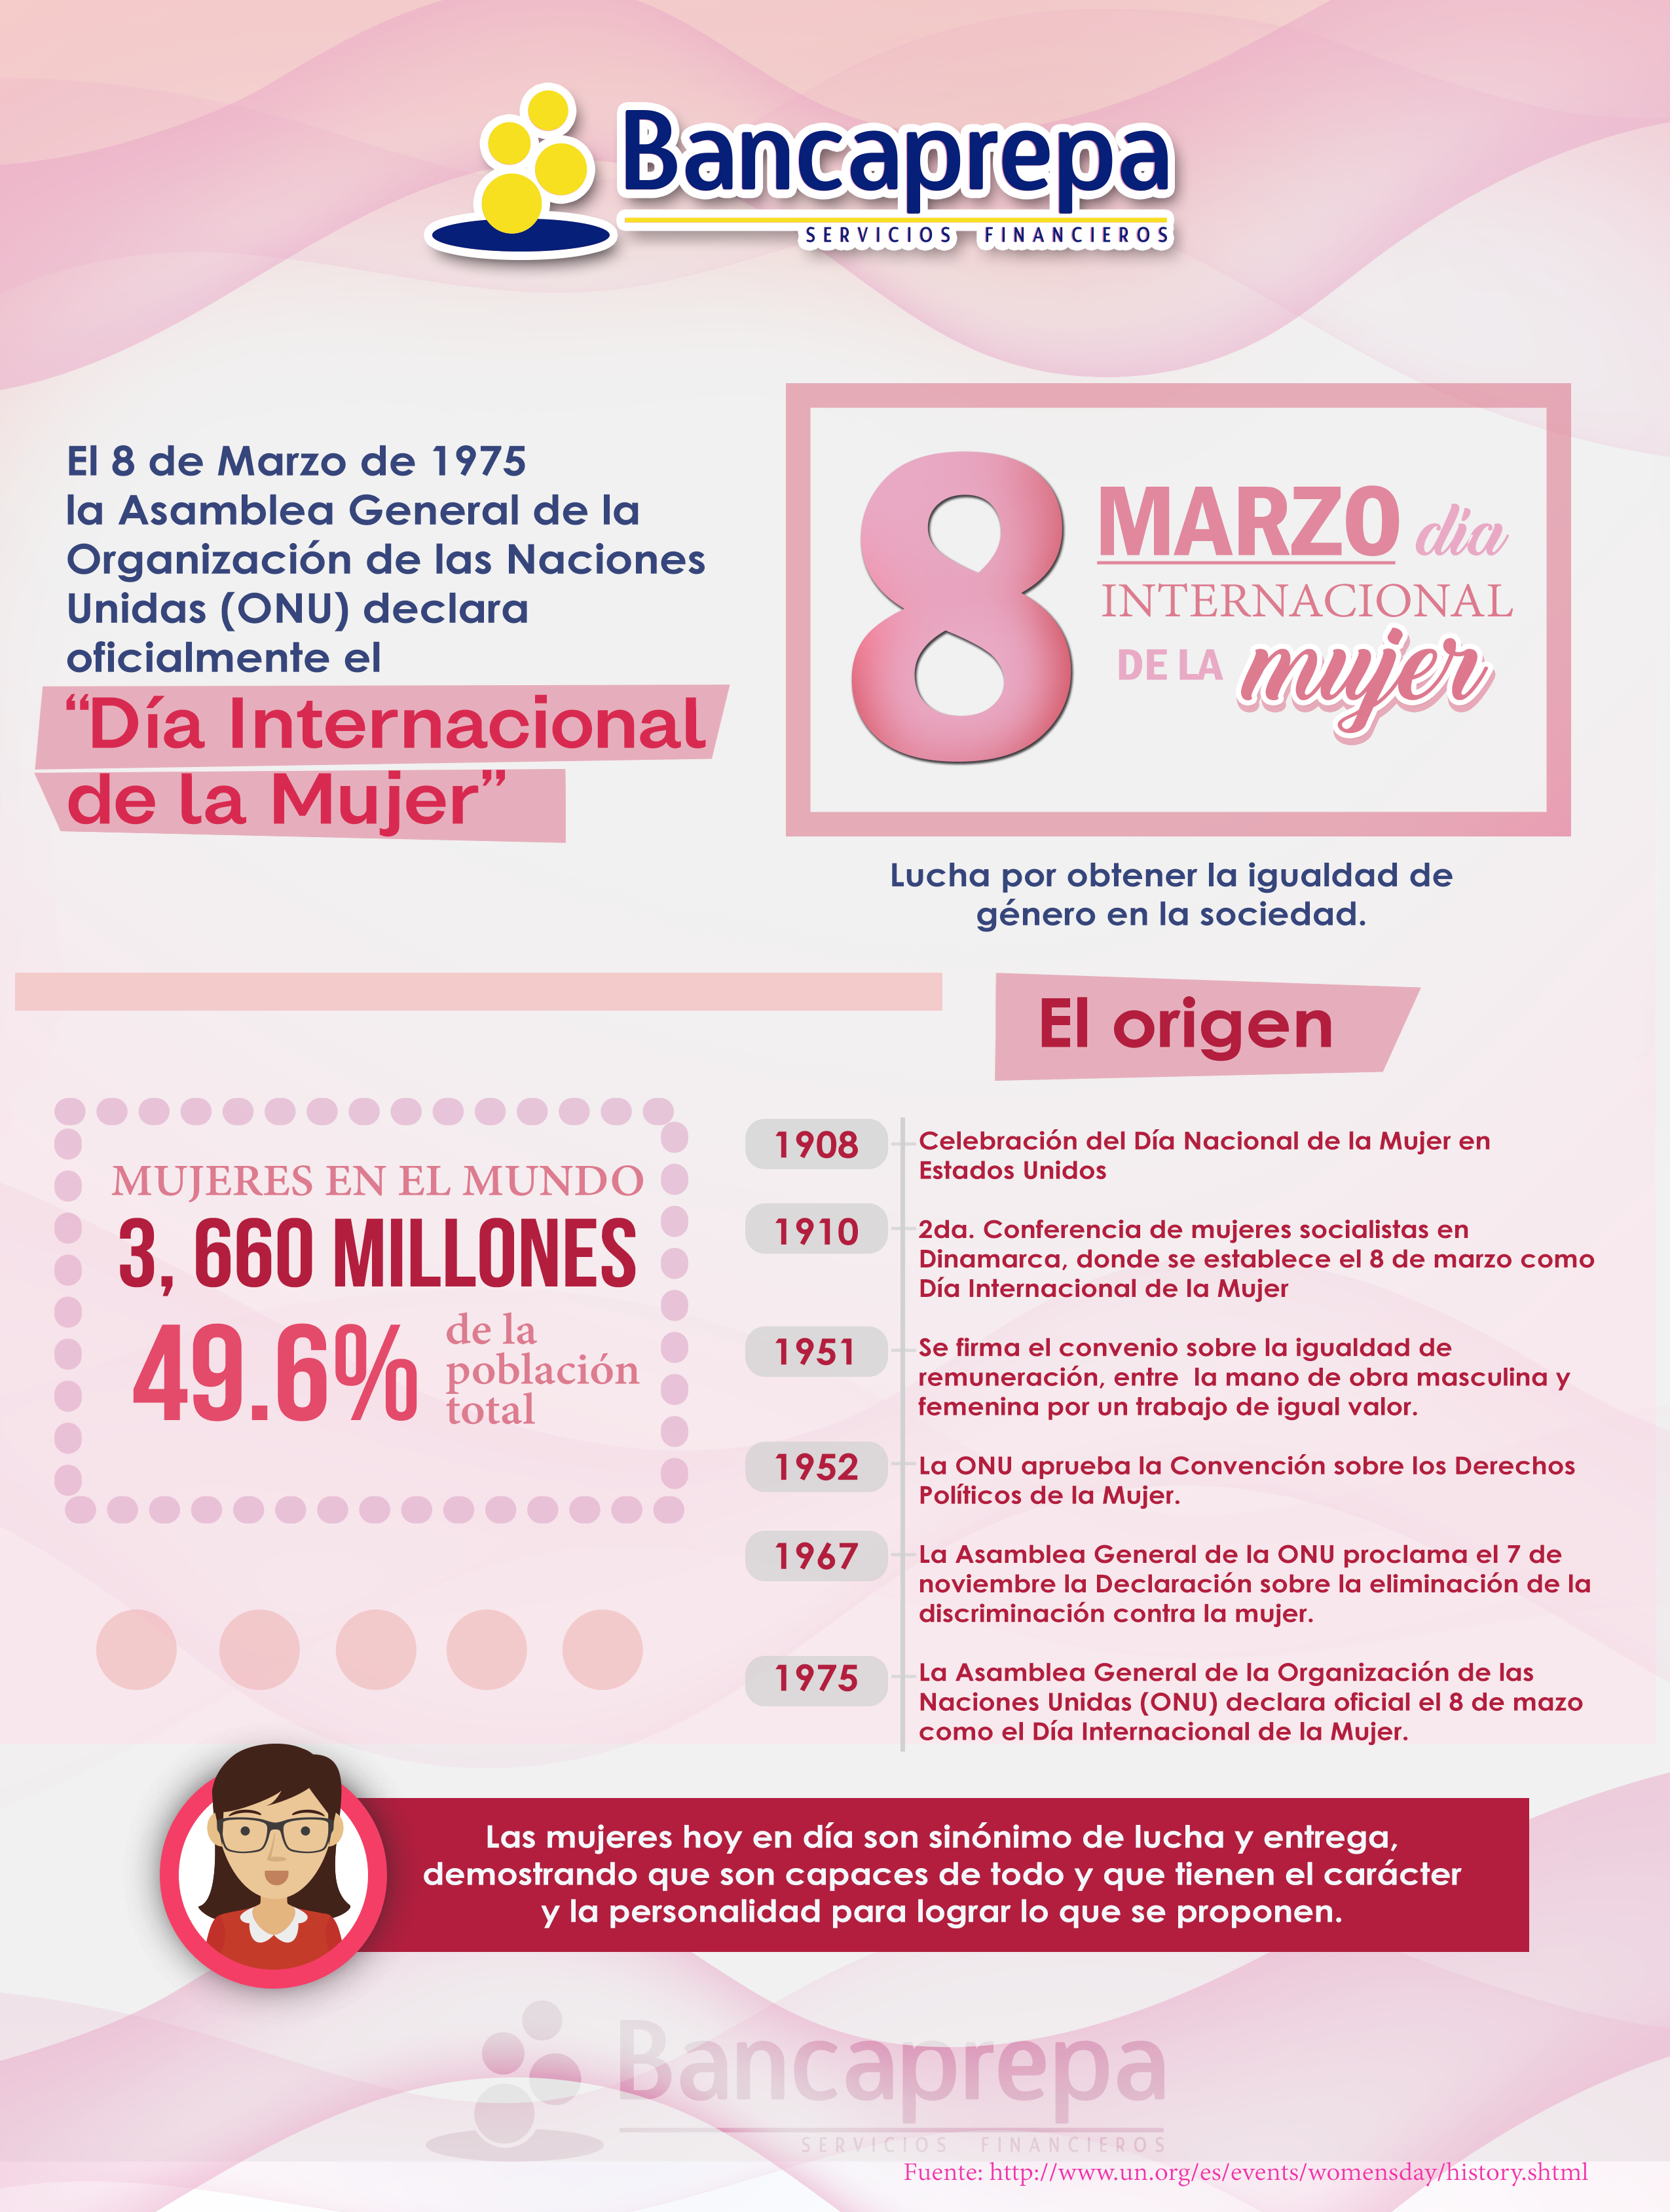 Bancaprepa
SERVICIOS FINANCIEROS
El 8 de Marzo de 1975
la Asamblea General de la
Organización de las Naciones
Unidas (ONU) declara
oficialmente el
“Día Internacional
de la Mujer”
8 MARZO día
INTERNACIONAL
DE LA mujer
Lucha por obtener la igualdad de
género en la sociedad.
El origen
MUJERES EN EL MUNDO
3, 660 MILLONES
49.6% de la
población
total
1908
Celebración del Día Nacional de la Mujer en
Estados Unidos
1910
2da. Conferencia de mujeres socialistas en
Dinamarca, donde se establece el 8 de marzo como
Día Internacional de la Mujer
1951
Se firma el convenio sobre la igualdad de
remuneración, entre  la mano de obra masculina y
femenina por un trabajo de igual valor.
1952
La ONU aprueba la Convención sobre los Derechos
Políticos de la Mujer.
1967
La Asamblea General de la ONU proclama el 7 de
noviembre la Declaración sobre la eliminación de la
discriminación contra la mujer.
1975
La Asamblea General de la Organización de las
Naciones Unidas (ONU) declara oficial el 8 de mazo
como el Día Internacional de la Mujer.
Las mujeres hoy en día son sinónimo de lucha y entrega,
demostrando que son capaces de todo y que tienen el carácter
y la personalidad para lograr lo que se proponen.
Bancaprepa
SERVICIOS FINANCIEROS
Fuente: http://www.un.org/es/events/womensday/history.shtml